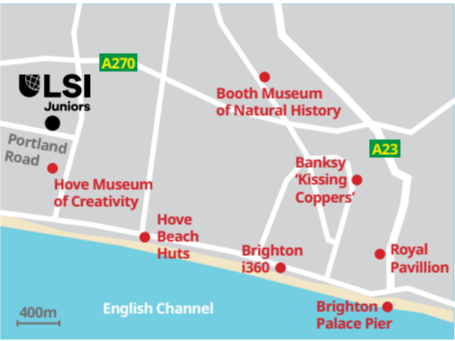 A270
LSI
Juniors
Booth Museum
of Natural History
Portland
Road
A23
Banksy
‘Kissing
Coppers’
Hove Museum
of Creativity
Hove
Beach
Huts
Brighton
i360
Royal
Pavillion
English Channel
400m
Brighton
Palace Pier